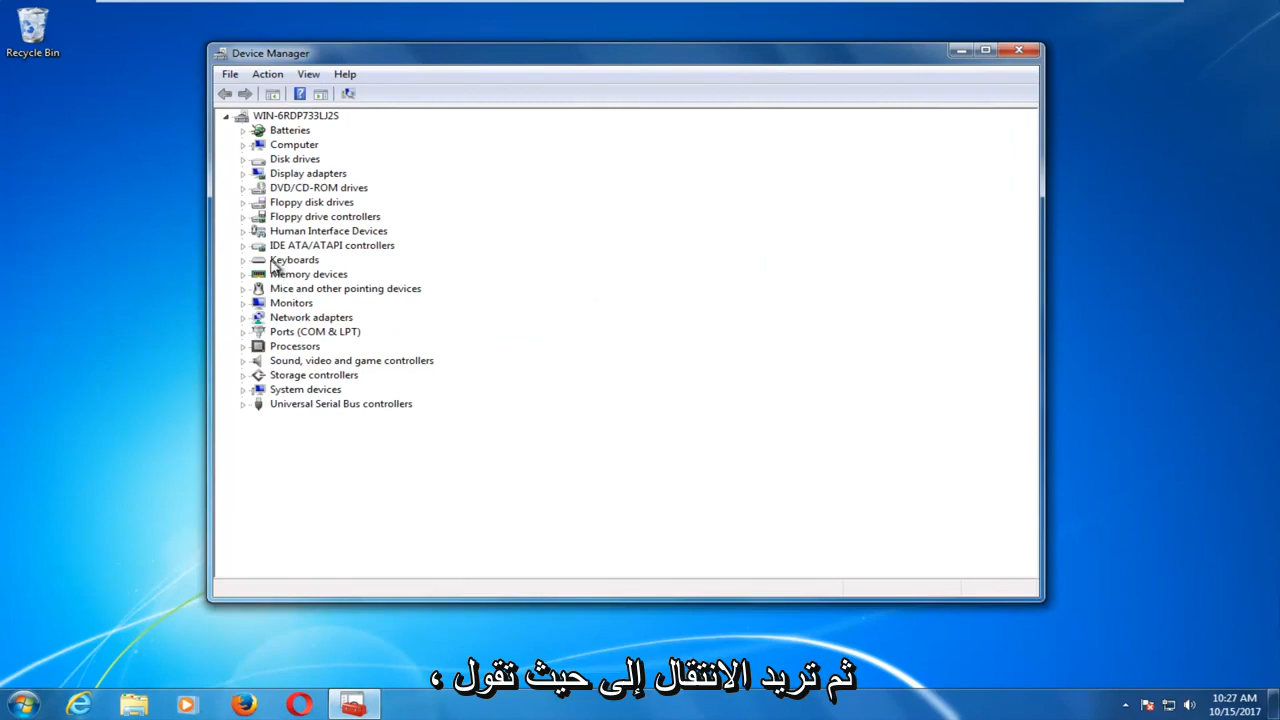 Recycle Bin
Device Manager
File Action View Help
WIN-6RDP733LJ2S
Batteries
Computer
Disk drives
Display adapters
DVD/CD-ROM drives
Floppy disk drives
Floppy drive controllers
Human Interface Devices
IDE ATA/ATAPI controllers
Keyboards
Memory devices
Mice and other pointing devices
Monitors
Network adapters
Ports (COM & LPT)
Processors
Sound, video and game controllers
Storage controllers
System devices
Universal Serial Bus controllers
ثم تريد الانتقال إلى حيث تقول ،
10:27 AM
10/15/2017